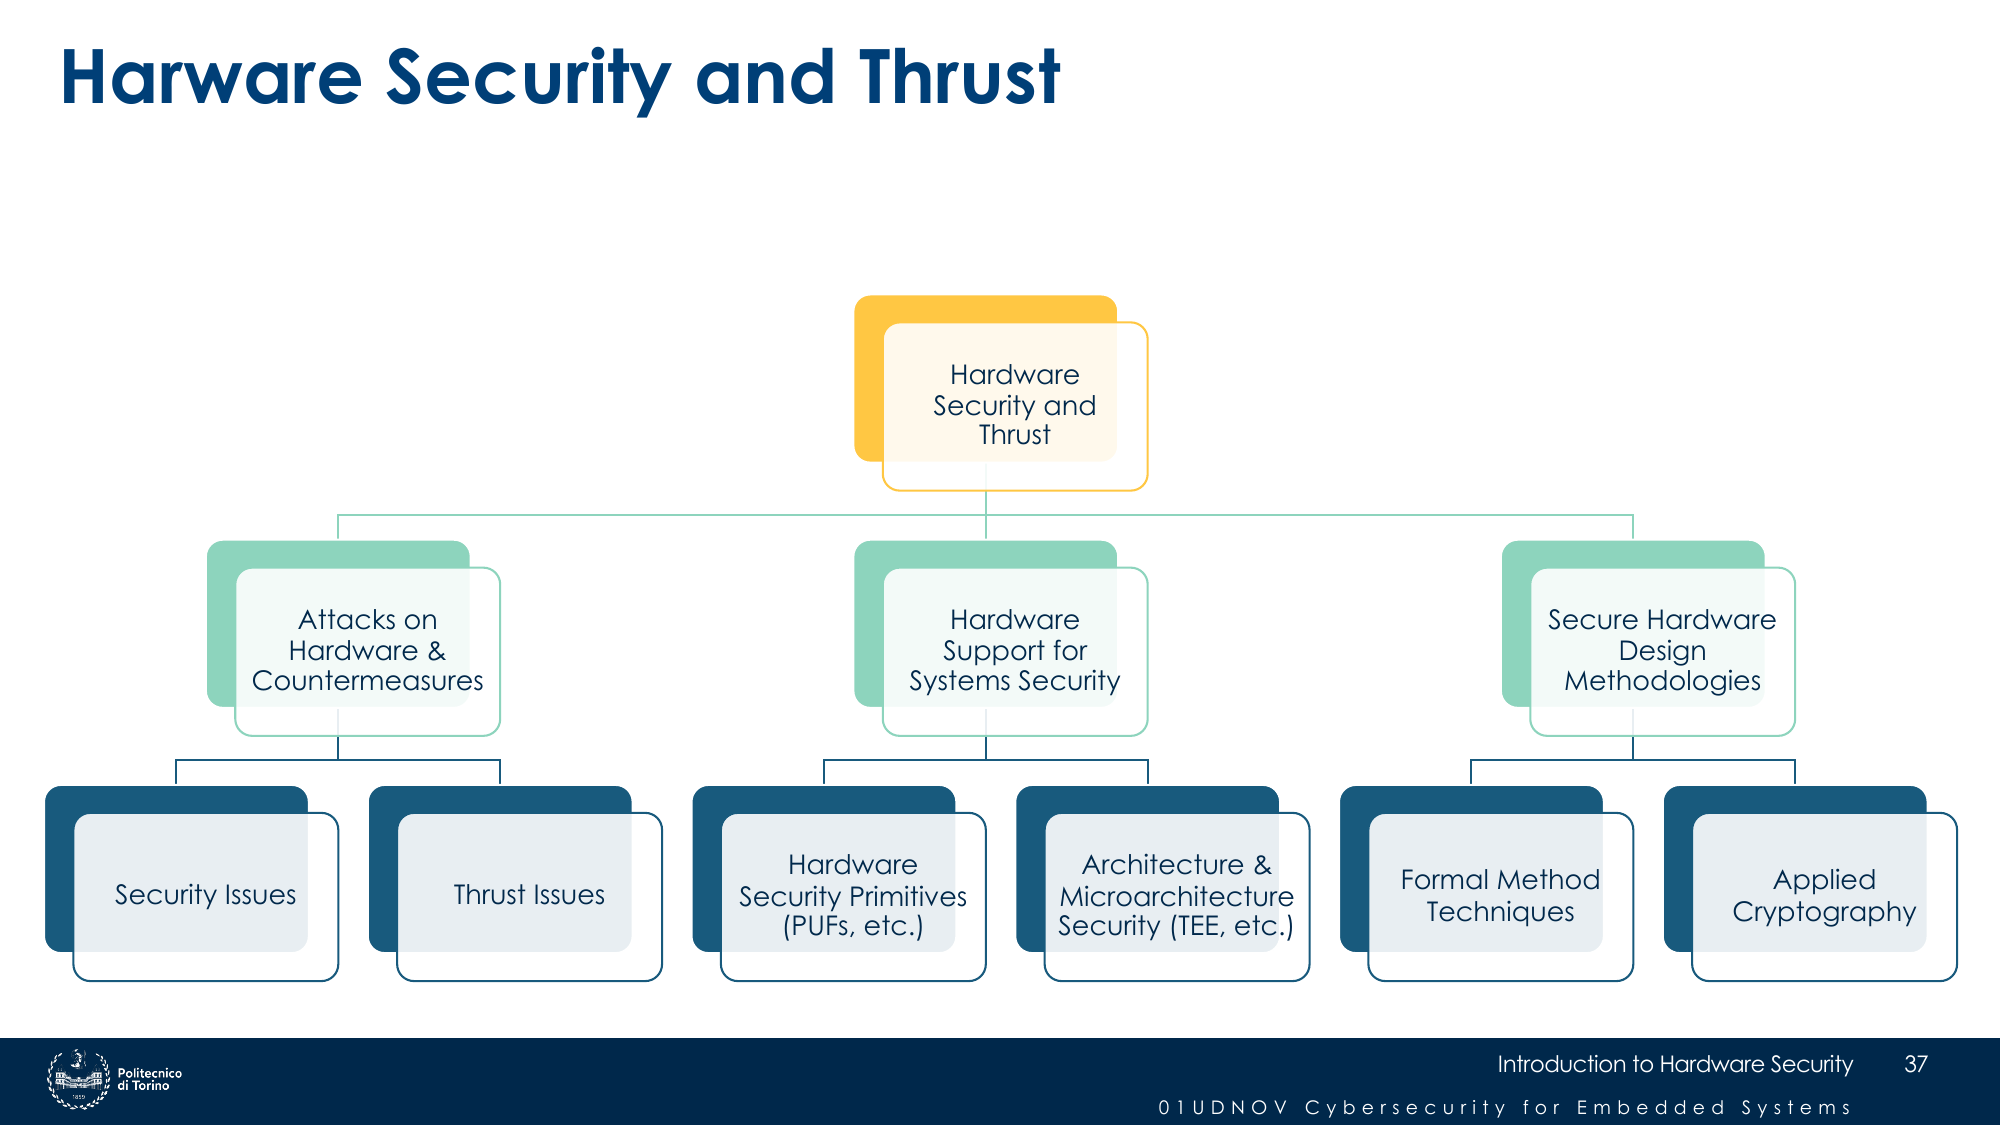 Harware Security and Thrust
Hardware
Security and
Thrust
Attacks on
Hardware &
Countermeasures
Hardware
Support for
Systems Security
Secure Hardware
Design
Methodologies
Security Issues
Thrust Issues
Hardware
Security Primitives
(PUFs, etc.)
Architecture &
Microarchitecture
Security (TEE, etc.)
Formal Method
Techniques
Applied
Cryptography
1859
Politecnico
di Torino
Introduction to Hardware Security 37
01UDNOV Cybersecurity for Embedded Systems